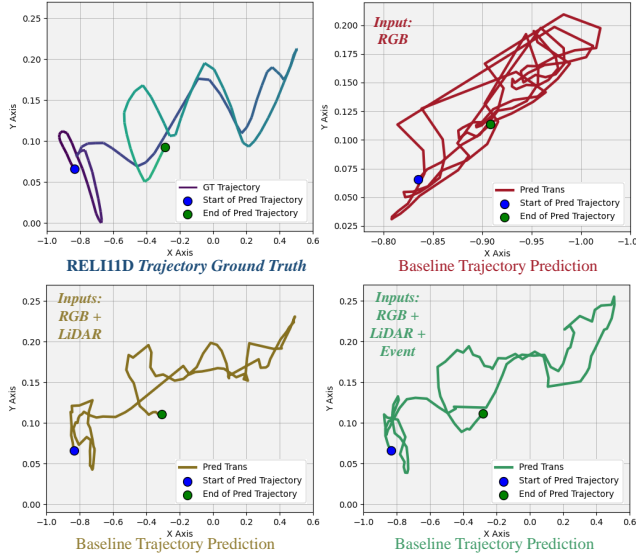 0.25
0.20
0.15
0.10
0.05
0.00
Y Axis
−1.0 −0.8 −0.6 −0.4 −0.2 0.0 0.2 0.4 0.6
X Axis
GT Trajectory
Start of Pred Trajectory
End of Pred Trajectory
RELI11D Trajectory Ground Truth
Input:
RGB
0.200
0.175
0.150
0.125
0.100
0.075
0.050
0.025
Y Axis
−0.80 −0.85 −0.90 −0.95 −1.00 −1.0
X Axis
Pred Trans
Start of Pred Trajectory
End of Pred Trajectory
Baseline Trajectory Prediction
Inputs:
RGB +
LiDAR
0.25
0.20
0.15
0.10
0.05
0.00
Y Axis
−1.0 −0.8 −0.6 −0.4 −0.2 0.0 0.2 0.4 0.6
X Axis
Pred Trans
Start of Pred Trajectory
End of Pred Trajectory
Baseline Trajectory Prediction
Inputs:
RGB +
LiDAR +
Event
0.25
0.20
0.15
0.10
0.05
0.00
Y Axis
−1.0 −0.8 −0.6 −0.4 −0.2 0.0 0.2 0.4 0.6
X Axis
Pred Trans
Start of Pred Trajectory
End of Pred Trajectory
Baseline Trajectory Prediction